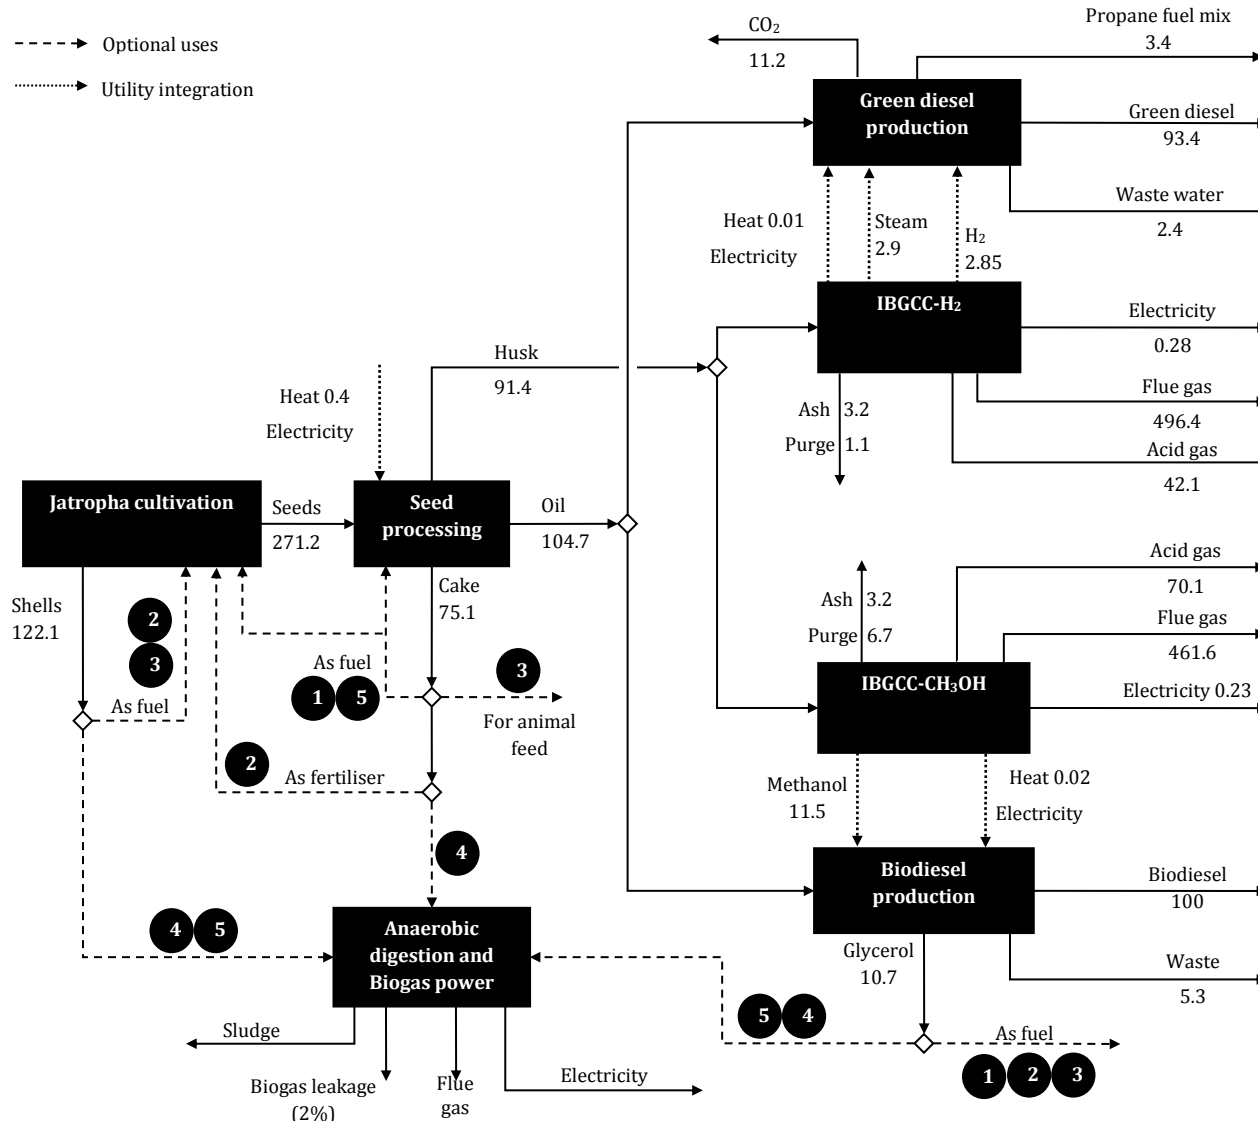 Propane fuel mix
3.4
CO₂
11.2
Optional uses
Utility integration
Green diesel
production
Green diesel
93.4
Waste water
2.4
Heat 0.01
Electricity
Steam
2.9
H₂
2.85
IBGCC-H₂
Electricity
0.28
Flue gas
496.4
Acid gas
42.1
Ash 3.2
Purge 1.1
Husk
91.4
Heat 0.4
Electricity
Jatropha cultivation
Seeds
271.2
Seed
processing
Oil
104.7
Cake
75.1
Shells
122.1
2
3
As fuel
As fuel
1 5
3
For animal
feed
2
As fertiliser
4
4 5
Acid gas
70.1
Flue gas
461.6
Ash 3.2
Purge 6.7
IBGCC-CH₃OH
Electricity 0.23
Methanol
11.5
Heat 0.02
Electricity
Biodiesel
production
Biodiesel
100
Waste
5.3
Glycerol
10.7
Anaerobic
digestion and
Biogas power
5 4
As fuel
1 2 3
Sludge
Biogas leakage
(2%)
Flue
gas
Electricity